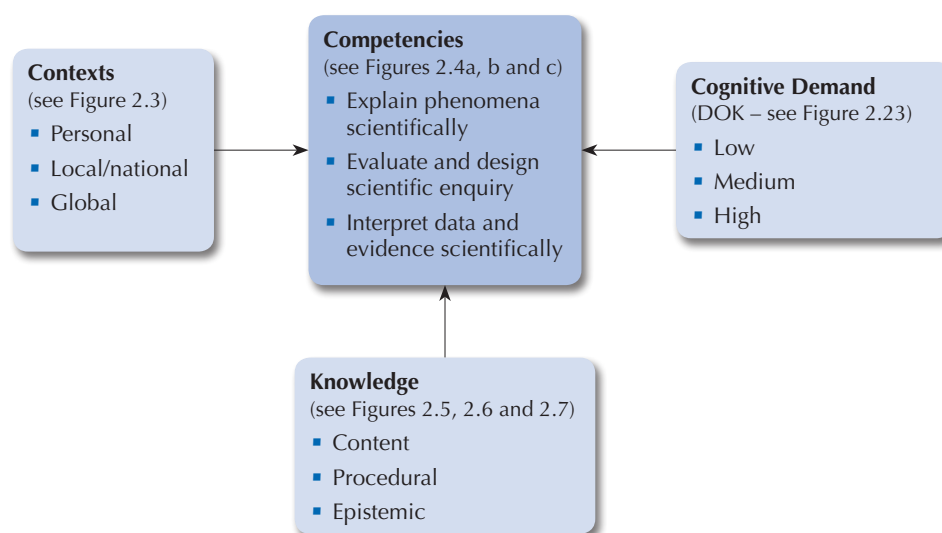 Contexts
(see Figure 2.3)
▪ Personal
▪ Local/national
▪ Global
Competencies
(see Figures 2.4a, b and c)
▪ Explain phenomena
scientifically
▪ Evaluate and design
scientific enquiry
▪ Interpret data and
evidence scientifically
Cognitive Demand
(DOK – see Figure 2.23)
▪ Low
▪ Medium
▪ High
Knowledge
(see Figures 2.5, 2.6 and 2.7)
▪ Content
▪ Procedural
▪ Epistemic